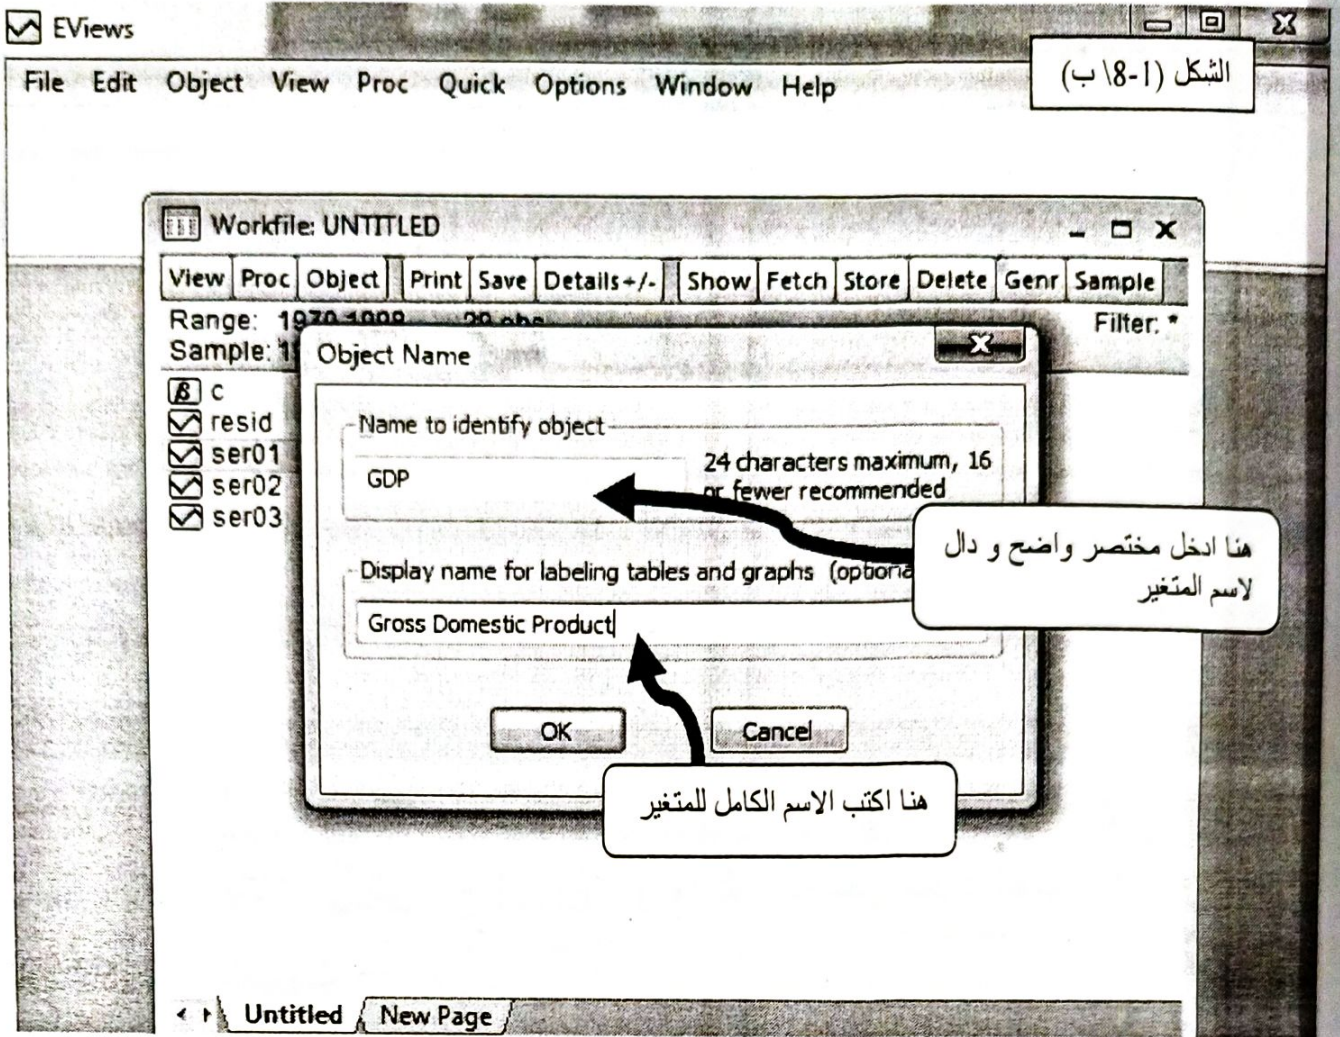 EViews
الشكل (1-8\ ب)
File Edit Object View Proc Quick Options Window Help
Workfile: UNTITLED
View Proc Object Print Save Details+/- Show Fetch Store Delete Genr Sample
Range: Filter: *
Sample:
Object Name
c
resid
ser01
ser02
ser03
Name to identify object
GDP
24 characters maximum, 16
or fewer recommended
هنا ادخل مختصر واضح و دال
لاسم المتغير
Display name for labeling tables and graphs
Gross Domestic Product
OK Cancel
هنا اكتب الاسم الكامل للمتغير
Untitled New Page